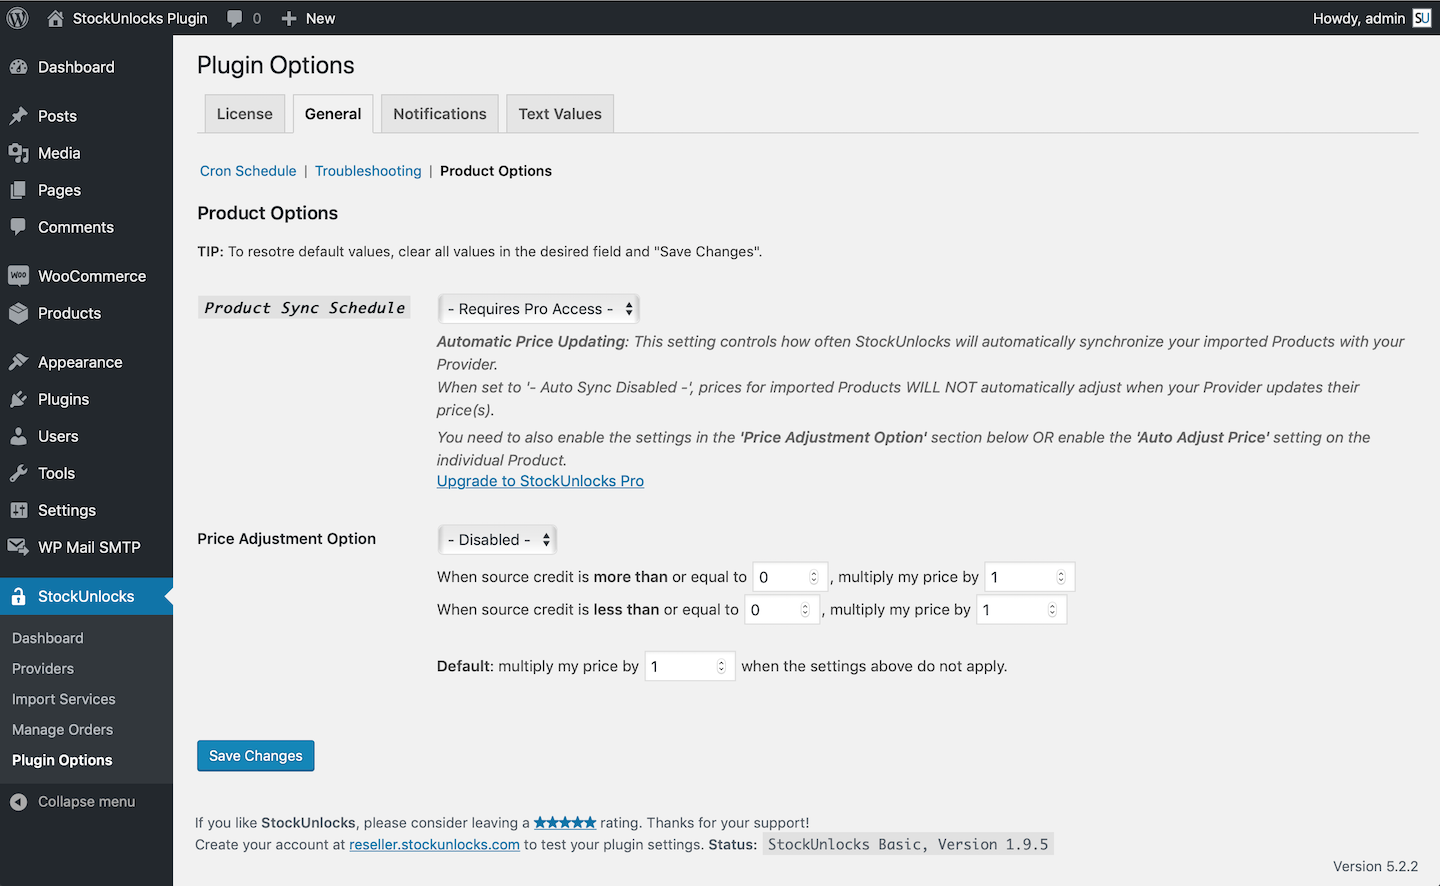 StockUnlocks Plugin 0 New Howdy, admin SU
Dashboard
Posts
Media
Pages
Comments
Woo WooCommerce
Products
Appearance
Plugins
Users
Tools
Settings
WP Mail SMTP
StockUnlocks
Dashboard
Providers
Import Services
Manage Orders
Plugin Options
Collapse menu
Plugin Options
License General Notifications Text Values
Cron Schedule | Troubleshooting | Product Options
Product Options
TIP: To resotre default values, clear all values in the desired field and "Save Changes".
Product Sync Schedule - Requires Pro Access -
Automatic Price Updating: This setting controls how often StockUnlocks will automatically synchronize your imported Products with your
Provider.
When set to '- Auto Sync Disabled -', prices for imported Products WILL NOT automatically adjust when your Provider updates their
price(s).
You need to also enable the settings in the 'Price Adjustment Option' section below OR enable the 'Auto Adjust Price' setting on the
individual Product.
Upgrade to StockUnlocks Pro
Price Adjustment Option - Disabled -
When source credit is more than or equal to 0 , multiply my price by 1
When source credit is less than or equal to 0 , multiply my price by 1
Default: multiply my price by 1 when the settings above do not apply.
Save Changes
If you like StockUnlocks, please consider leaving a ★★★★★ rating. Thanks for your support!
Create your account at reseller.stockunlocks.com to test your plugin settings. Status: StockUnlocks Basic, Version 1.9.5
Version 5.2.2